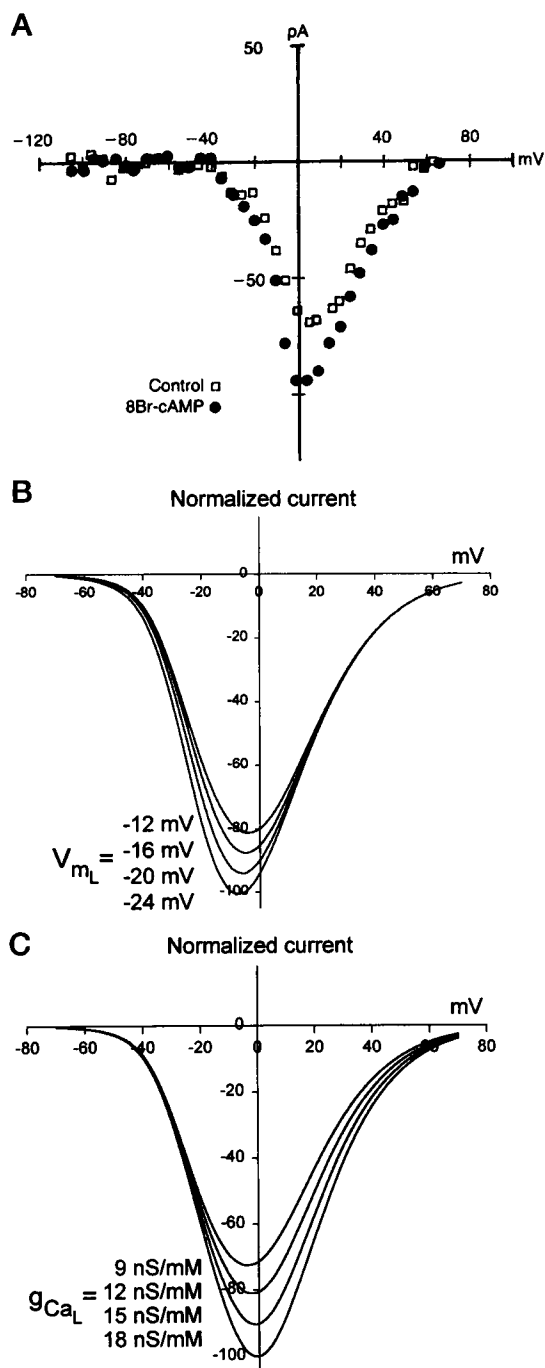 A
pA
50
-120
-80
-40
40
80
mV
-50
Control
8Br-cAMP
B
Normalized current
mV
0
-80
-60
-40
-20
0
20
40
60
80
-20
-40
-60
-80
-100
V mL =
-12 mV
-16 mV
-20 mV
-24 mV
C
Normalized current
mV
0
-80
-60
-40
-20
0
20
40
60
80
-20
-40
-60
-80
-100
g CaL =
9 nS/mM
12 nS/mM
15 nS/mM
18 nS/mM